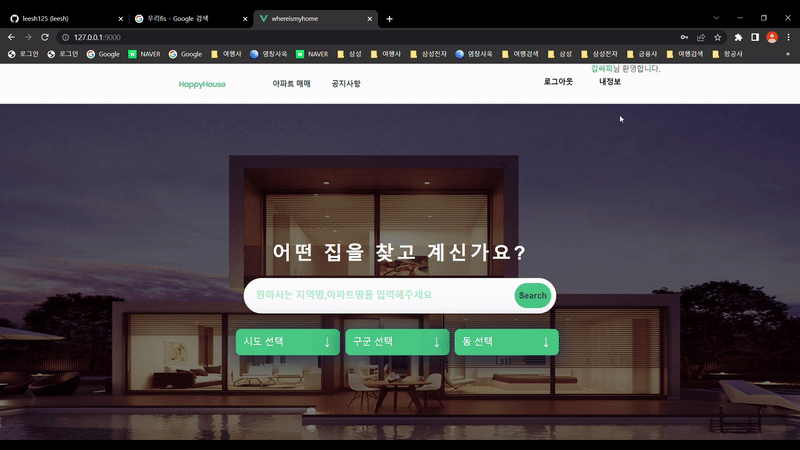 leesh125 (leesh)
우리fis - Google 검색
whereismyhome
127.0.0.1:9000
로그인 로그인 Google NAVER Google 여행사 염창사옥 NAVER 삼성 여행사 삼성전자 염창사옥 여행검색 삼성 삼성전자 금융사 여행검색 항공사 »
김싸피님 환영합니다.
HappyHouse 아파트 매매 공지사항 로그아웃 내정보
어떤 집을 찾고 계신가요?
원하시는 지역명,아파트명을 입력해주세요 Search
시도 선택 ↓ 구군 선택 ↓ 동 선택 ↓